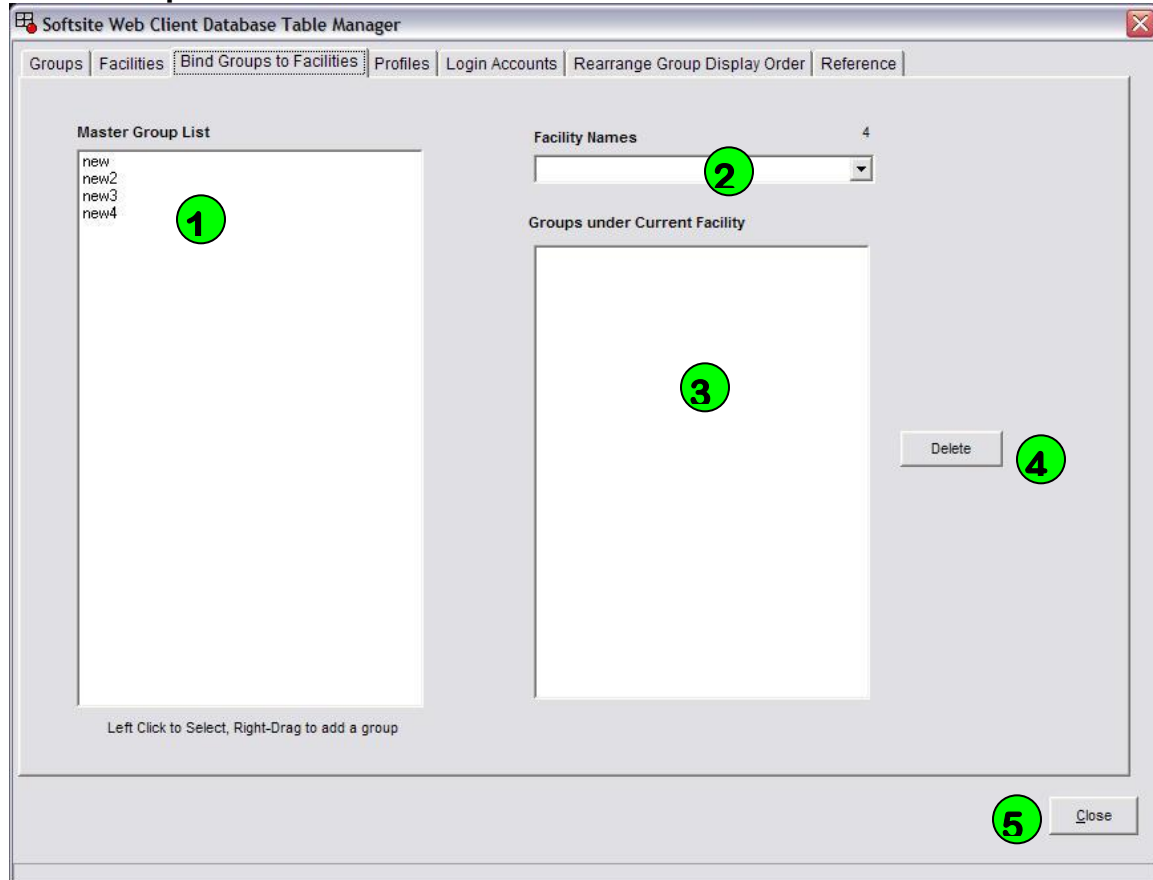 Softsite Web Client Database Table Manager
Groups Facilities Bind Groups to Facilities Profiles Login Accounts Rearrange Group Display Order Reference
Master Group List
new
new2
new3
new4
1
Left Click to Select, Right-Drag to add a group
Facility Names 4
2
Groups under Current Facility
3
Delete
4
5
Close